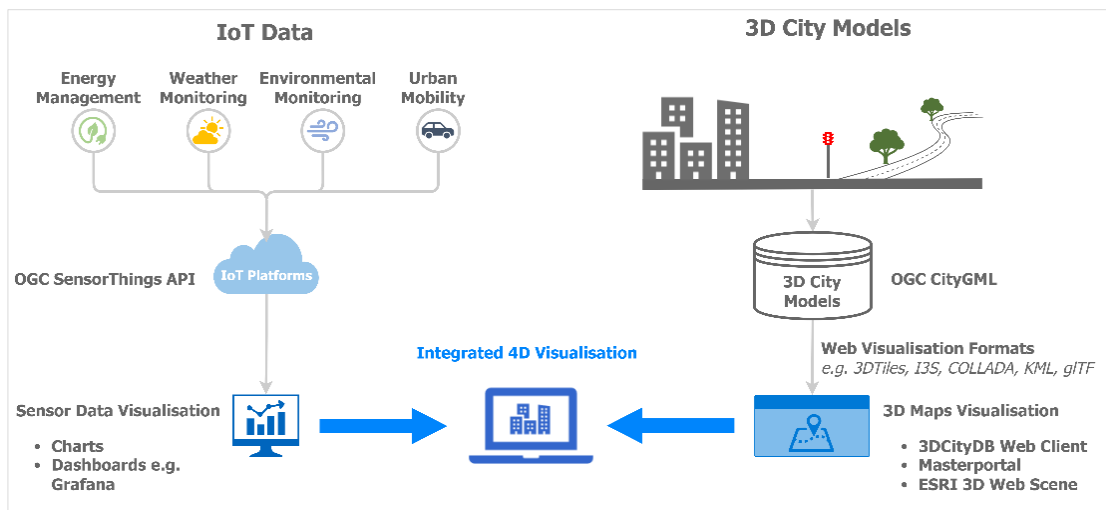 IoT Data
3D City Models
Energy
Management
Weather
Monitoring
Environmental
Monitoring
Urban
Mobility
OGC SensorThings API
IoT Platforms
3D City
Models
OGC CityGML
Integrated 4D Visualisation
Web Visualisation Formats
e.g. 3DTiles, I3S, COLLADA, KML, glTF
Sensor Data Visualisation
• Charts
• Dashboards e.g.
Grafana
3D Maps Visualisation
• 3DCityDB Web Client
• Masterportal
• ESRI 3D Web Scene